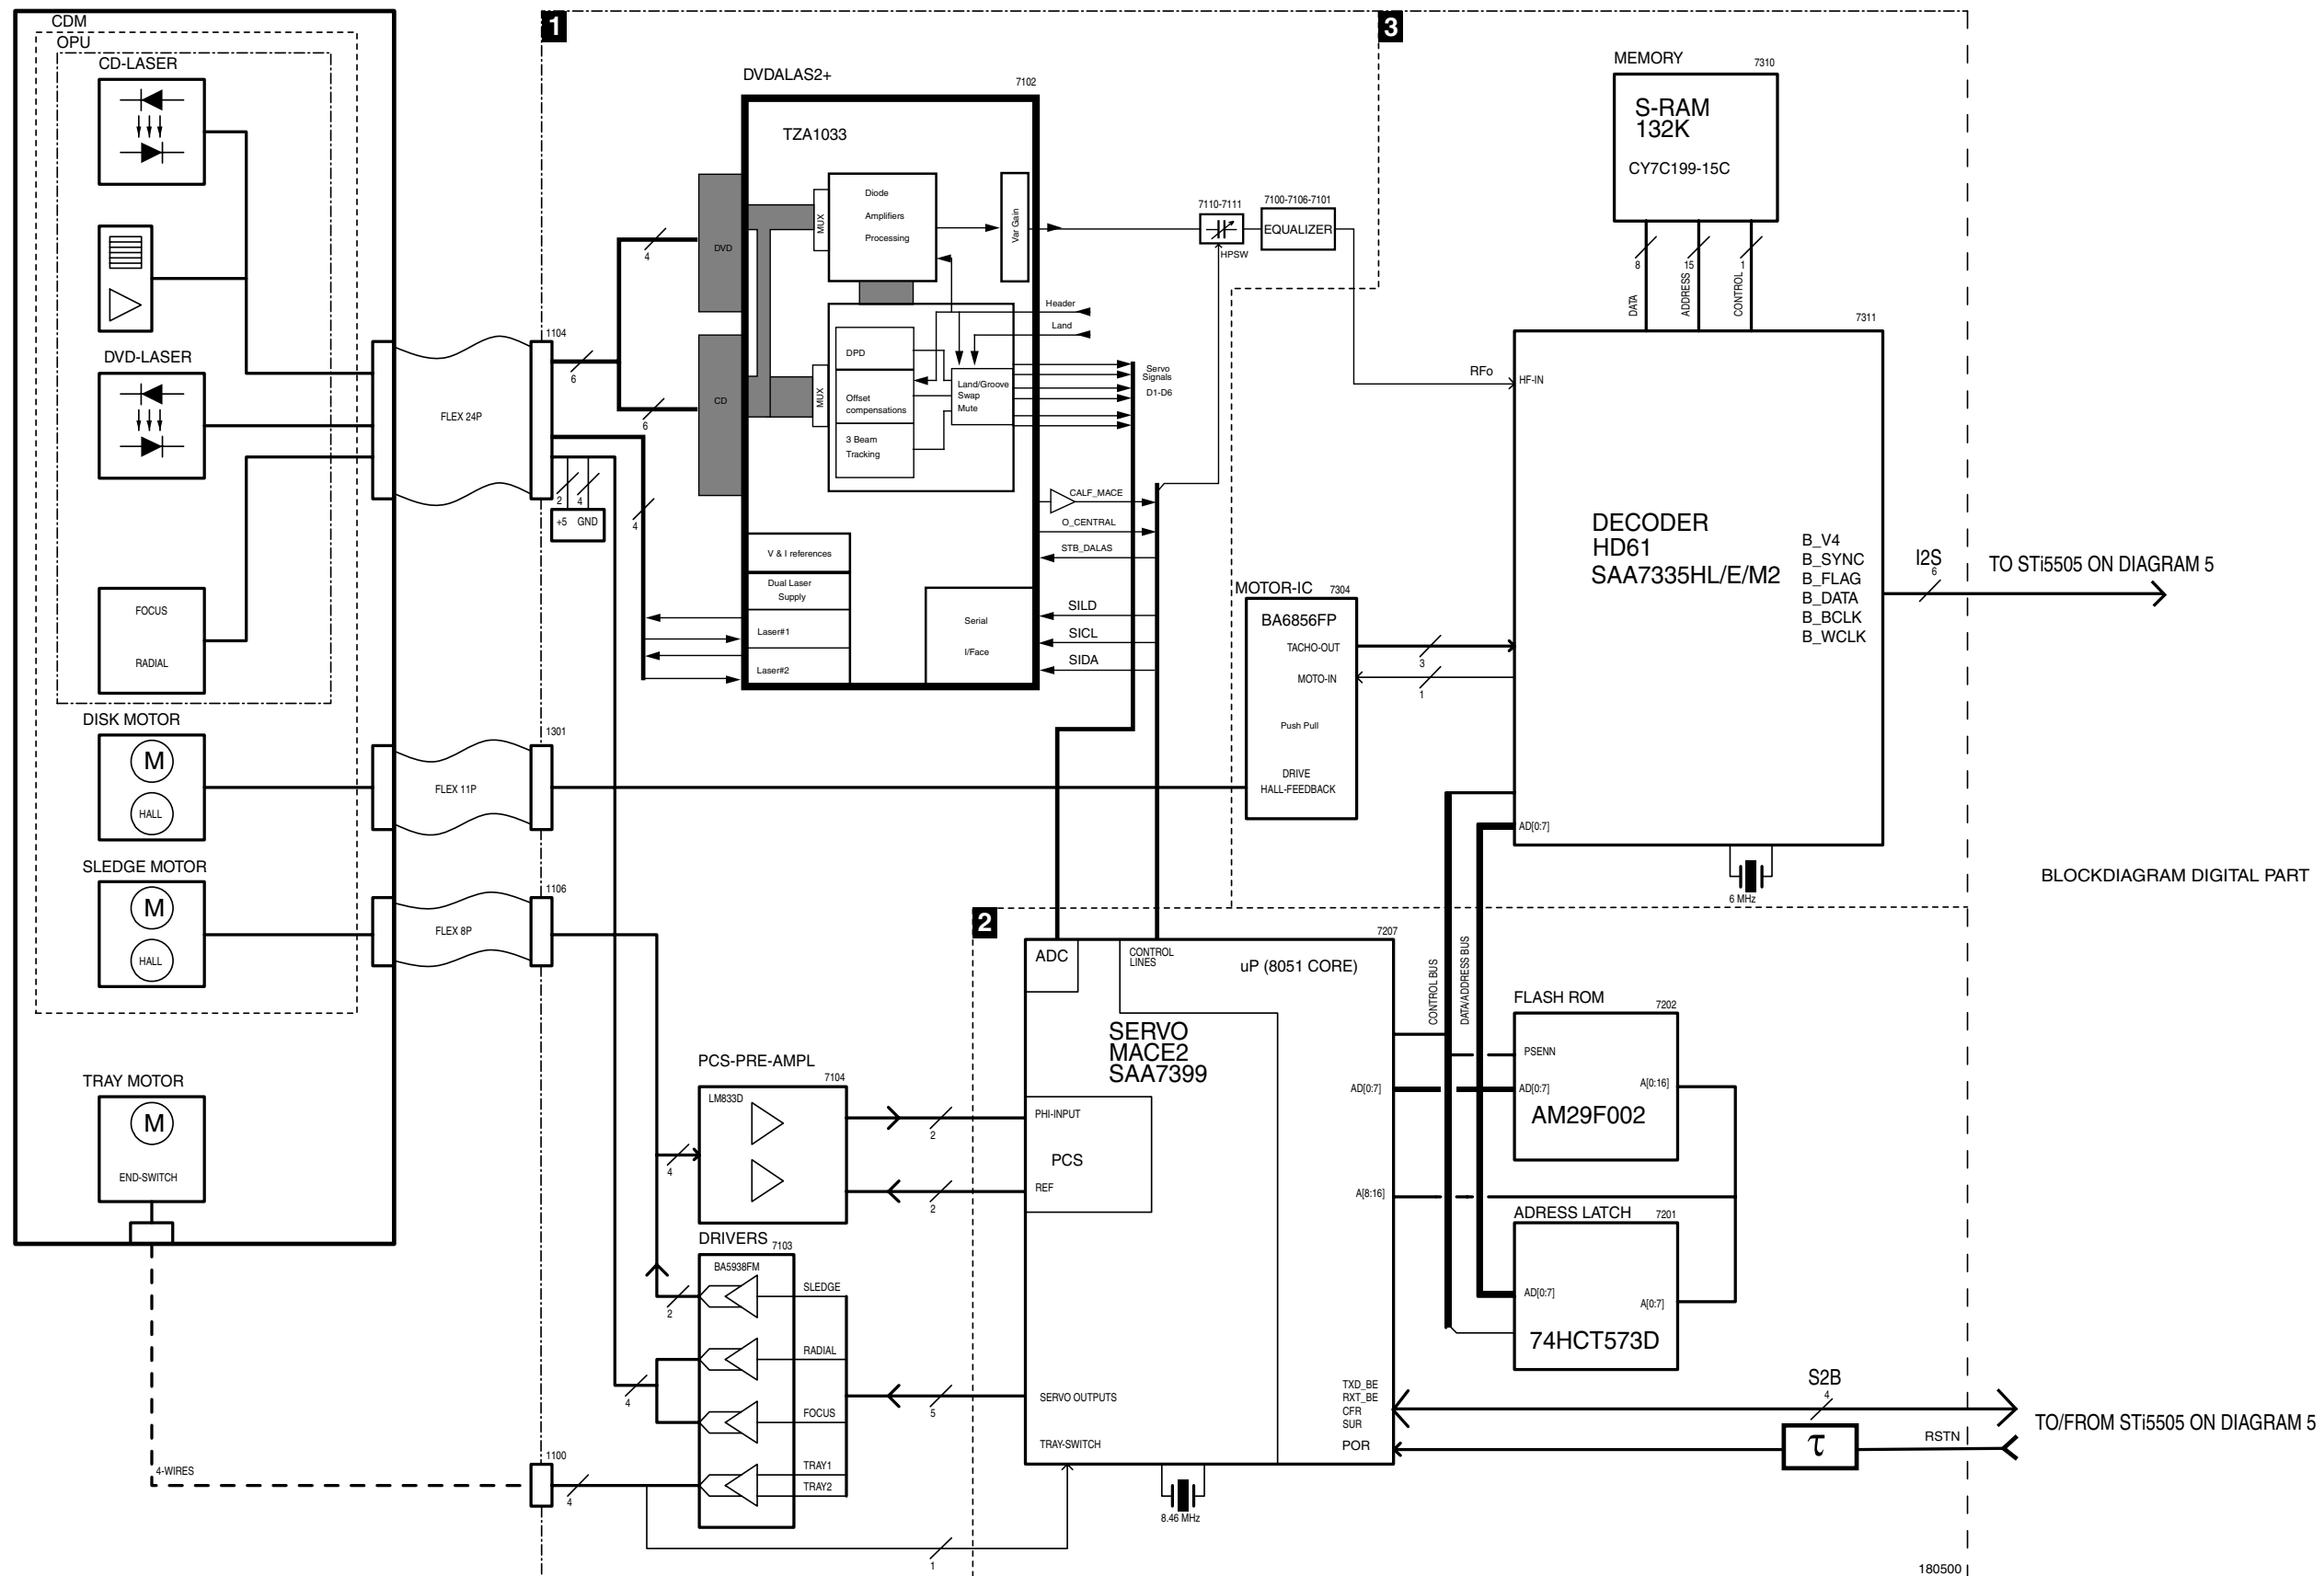 CDM
OPU
CD-LASER
DVD-LASER
FOCUS
RADIAL
DISK MOTOR
M
HALL
SLEDGE MOTOR
M
HALL
TRAY MOTOR
M
END-SWITCH
4-WIRES
FLEX 24P
FLEX 11P
FLEX 8P
1104
1301
1106
1100
1
6
4
6
2
4
+5 GND
4
DVDALAS2+
7102
TZA1033
DVD
CD
MUX
MUX
Diode
Amplifiers
Processing
Var Gain
DPD
Offset
compensations
3 Beam
Tracking
Land/Groove
Swap
Mute
Header
Land
Servo
Signals
D1-D6
CALF_MACE
O_CENTRAL
STB_DALAS
SILD
SICL
SIDA
V & I references
Dual Laser
Supply
Laser#1
Laser#2
Serial
I/Face
7110-7111
HPSW
7100-7106-7101
EQUALIZER
3
MEMORY
7310
S-RAM
132K
CY7C199-15C
8
15
1
DATA
ADDRESS
CONTROL
7311
RFo
HF-IN
DECODER
HD61
SAA7335HL/E/M2
B_V4
B_SYNC
B_FLAG
B_DATA
B_BCLK
B_WCLK
I2S
6
TO STi5505 ON DIAGRAM 5
AD[0:7]
6 MHz
MOTOR-IC
7304
BA6856FP
TACHO-OUT
MOTO-IN
Push Pull
DRIVE
HALL-FEEDBACK
3
1
BLOCKDIAGRAM DIGITAL PART
2
7207
ADC
CONTROL
LINES
uP (8051 CORE)
SERVO
MACE2
SAA7399
PHI-INPUT
PCS
REF
SERVO OUTPUTS
TRAY-SWITCH
AD[0:7]
A[8:16]
TXD_BE
RXT_BE
CFR
SUR
POR
8.46 MHz
CONTROL BUS
DATA/ADDRESS BUS
FLASH ROM
7202
PSENN
AD[0:7]
A[0:16]
AM29F002
ADRESS LATCH
7201
AD[0:7]
A[0:7]
74HCT573D
PCS-PRE-AMPL
7104
LM833D
4
2
2
DRIVERS
7103
BA5938FM
SLEDGE
RADIAL
FOCUS
TRAY1
TRAY2
2
4
4
5
1
S2B
4
τ
RSTN
TO/FROM STi5505 ON DIAGRAM 5
180500